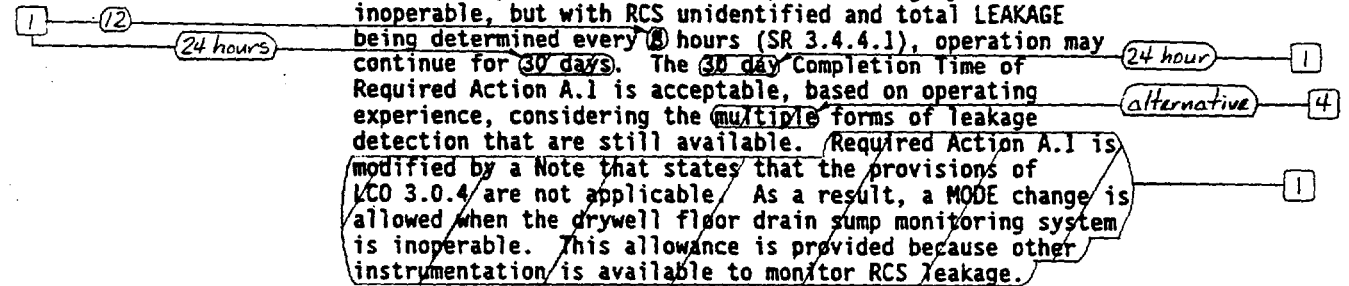 inoperable, but with RCS unidentified and total LEAKAGE
1 12
being determined every 8 hours (SR 3.4.4.1), operation may
24 hours
continue for 30 days. The 30 day Completion Time of
24 hour 1
Required Action A.1 is acceptable, based on operating
experience, considering the multiple forms of leakage
alternative 4
detection that are still available. Required Action A.1 is
modified by a Note that states that the provisions of
LCO 3.0.4 are not applicable. As a result, a MODE change is
1
allowed when the drywell floor drain sump monitoring system
is inoperable. This allowance is provided because other
instrumentation is available to monitor RCS leakage.